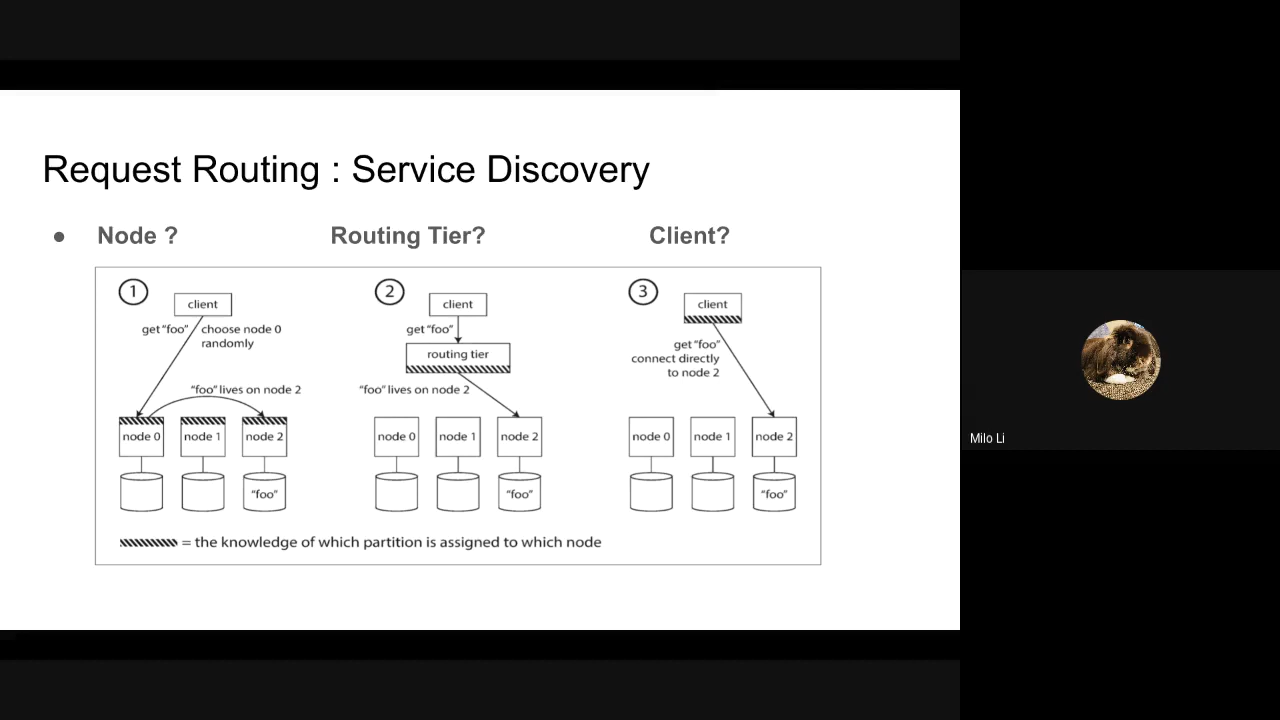 Request Routing : Service Discovery
● Node ? Routing Tier? Client?
1
client
get “foo”
choose node 0
randomly
“foo” lives on node 2
node 0
node 1
node 2
“foo”
2
client
get “foo”
routing tier
“foo” lives on node 2
node 0
node 1
node 2
“foo”
3
client
get “foo”
connect directly
to node 2
node 0
node 1
node 2
“foo”
= the knowledge of which partition is assigned to which node
Milo Li